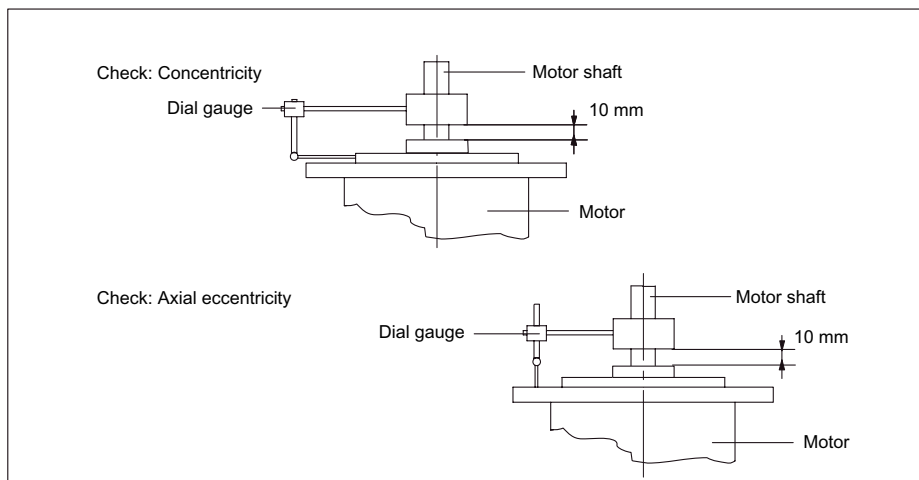 Check: Concentricity
Motor shaft
Dial gauge
10 mm
Motor
Check: Axial eccentricity
Motor shaft
Dial gauge
10 mm
Motor